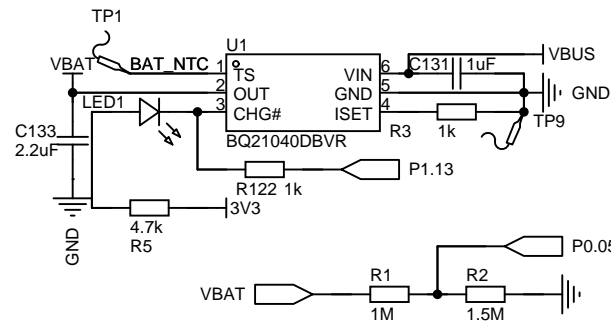 TP1
U1
VBAT
BAT_NTC
1 TS
VIN 6
C131 1uF
VBUS
2 OUT
GND 5
GND
LED1
3 CHG#
ISET 4
R3
1k
TP9
C133
2.2uF
BQ21040DBVR
R122 1k
P1.13
GND
4.7k
R5
3V3
P0.05
VBAT
R1
1M
R2
1.5M